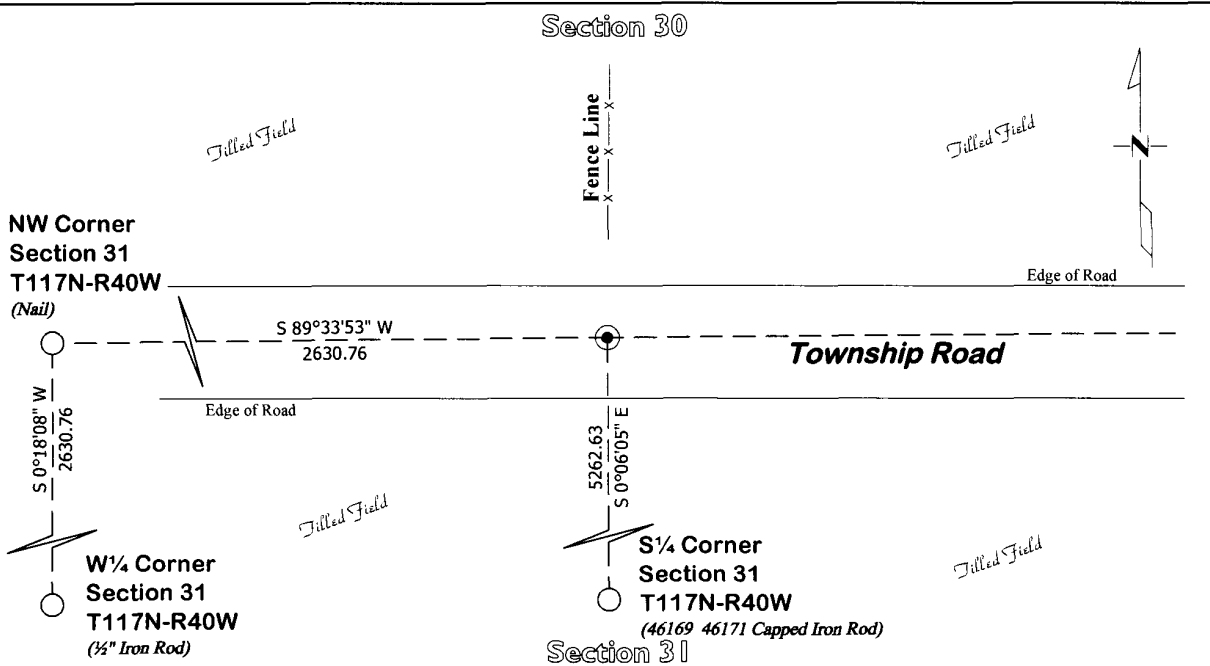 Section 30
Fence Line
X
X
X
Tilled Field
Tilled Field
N
NW Corner
Section 31
T117N-R40W
(Nail)
Edge of Road
S 89°33'53" W
2630.76
Township Road
Edge of Road
S 0°18'08" W
2630.76
5262.63
S 0°06'05" E
Tilled Field
Tilled Field
W¼ Corner
Section 31
T117N-R40W
(½" Iron Rod)
S¼ Corner
Section 31
T117N-R40W
(46169 46171 Capped Iron Rod)
Section 31